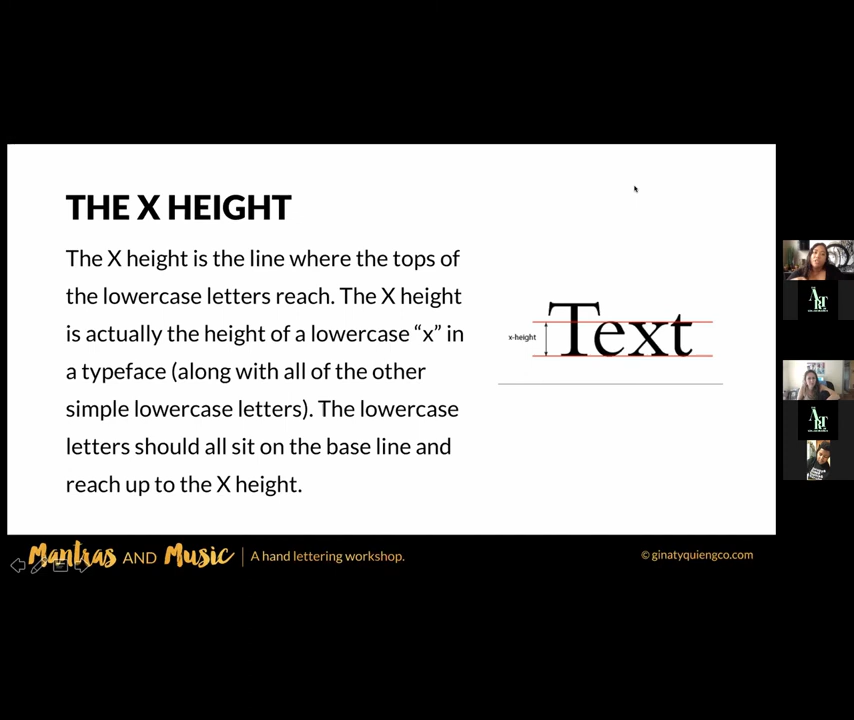 THE X HEIGHT
The X height is the line where the tops of
the lowercase letters reach. The X height
is actually the height of a lowercase “x” in
a typeface (along with all of the other
simple lowercase letters). The lowercase
letters should all sit on the base line and
reach up to the X height.
x-height
Text
Mantras AND Music | A hand lettering workshop.
© ginatyquiengco.com
ART
ART